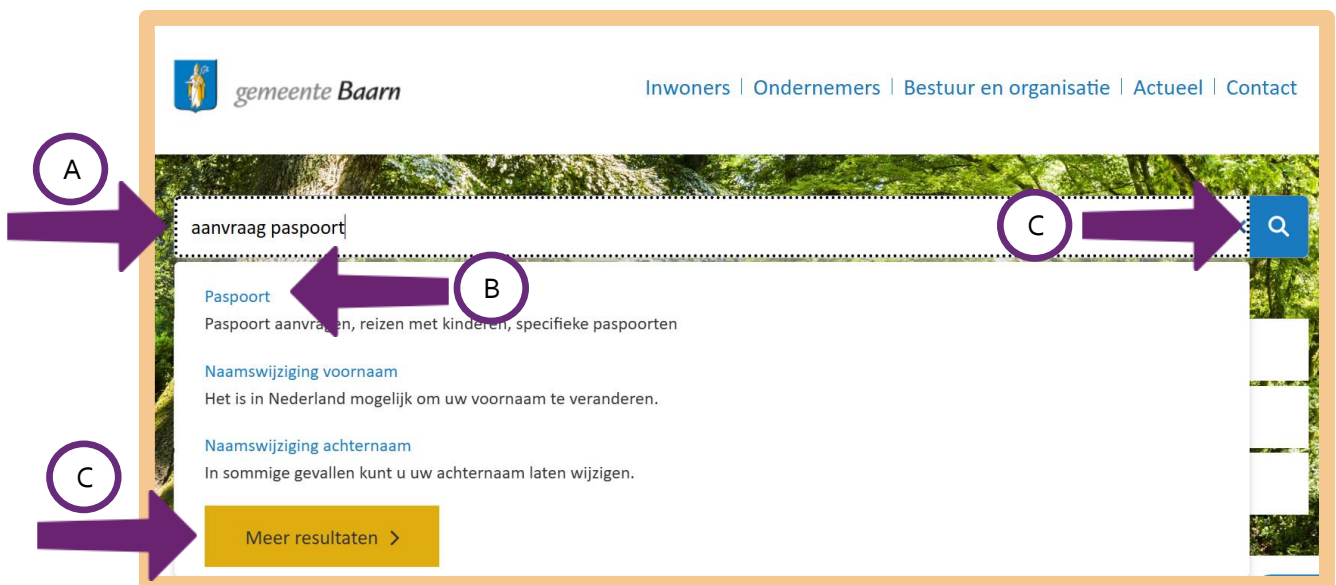 gemeente Baarn
Inwoners | Ondernemers | Bestuur en organisatie | Actueel | Contact
A
aanvraag paspoort
C
B
Paspoort
Paspoort aanvragen, reizen met kinderen, specifieke paspoorten
Naamswijziging voornaam
Het is in Nederland mogelijk om uw voornaam te veranderen.
Naamswijziging achternaam
In sommige gevallen kunt u uw achternaam laten wijzigen.
C
Meer resultaten >